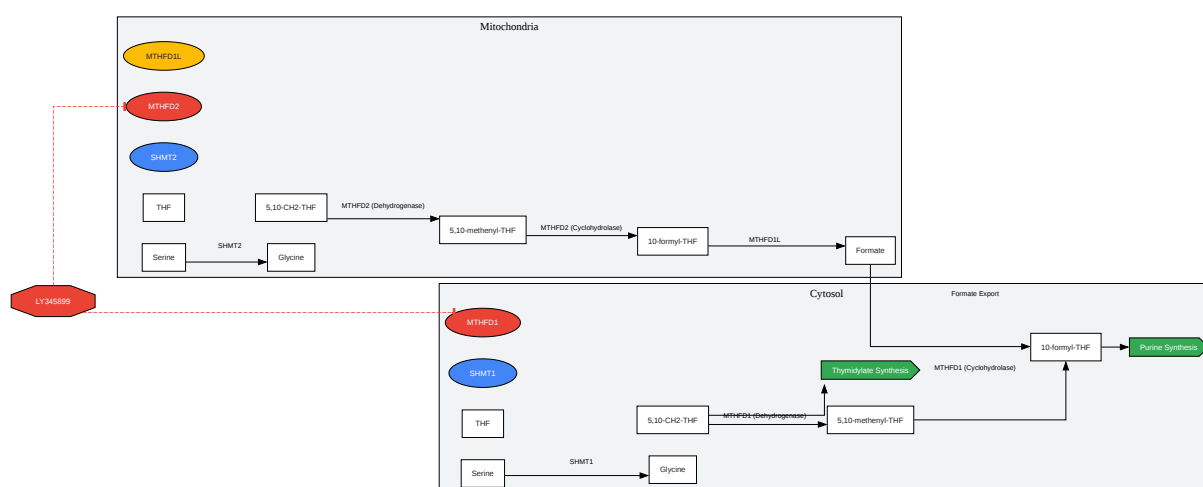 Mitochondria
MTHFD1L
MTHFD2
SHMT2
THF
5,10-CH2-THF
MTHFD2 (Dehydrogenase)
5,10-methenyl-THF
MTHFD2 (Cyclohydrolase)
10-formyl-THF
MTHFD1L
Formate
Serine
SHMT2
Glycine
LY345899
Cytosol
Formate Export
MTHFD1
10-formyl-THF
Purine Synthesis
SHMT1
Thymidylate Synthesis
MTHFD1 (Cyclohydrolase)
THF
5,10-CH2-THF
MTHFD1 (Dehydrogenase)
5,10-methenyl-THF
Serine
SHMT1
Glycine